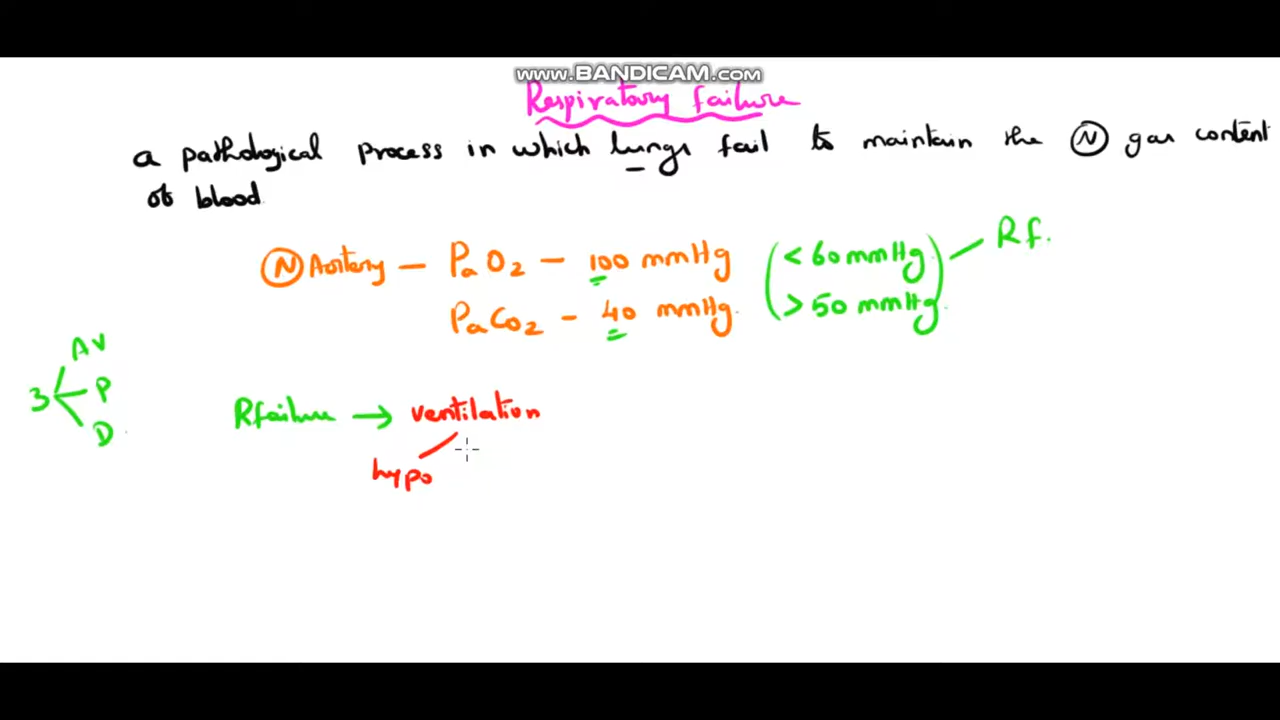 www.BANDICAM.com
Respiratory failure
a pathological process in which lungs fail to maintain the N gas content
of blood
N Artery - PaO2 - 100 mmHg (< 60 mmHg) - Rf.
PaCO2 - 40 mmHg. (> 50 mmHg)
AV
3 P
D
Rfailure → ventilation
hypo